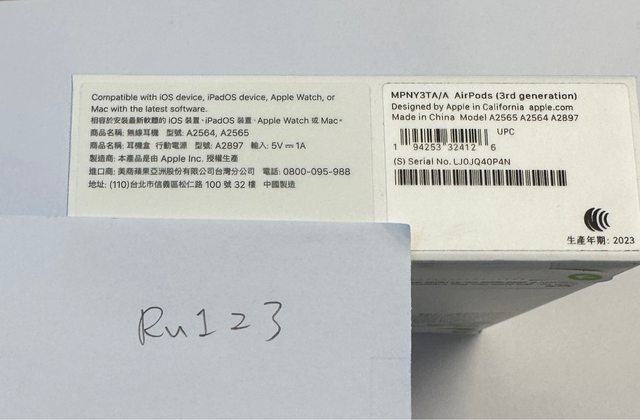 Compatible with iOS device, iPadOS device, Apple Watch, or
Mac with the latest software.
相容於安裝最新軟體的 iOS 裝置、iPadOS 裝置、Apple Watch 或 Mac。
商品名稱: 無線耳機 型號: A2564, A2565
商品名稱: 耳機盒 行動電源 型號: A2897 輸入: 5V⎓1A
製造商: 本產品是由 Apple Inc. 授權生產
進口商: 美商蘋果亞洲股份有限公司台灣分公司 電話: 0800-095-988
地址: (110)台北市信義區松仁路 100 號 32 樓 中國製造
MPNY3TA/A AirPods (3rd generation)
Designed by Apple in California apple.com
Made in China Model A2565 A2564 A2897
UPC
1 94253 32412 6
(S) Serial No. LJ0JQ40P4N
生產年期: 2023
Ru123